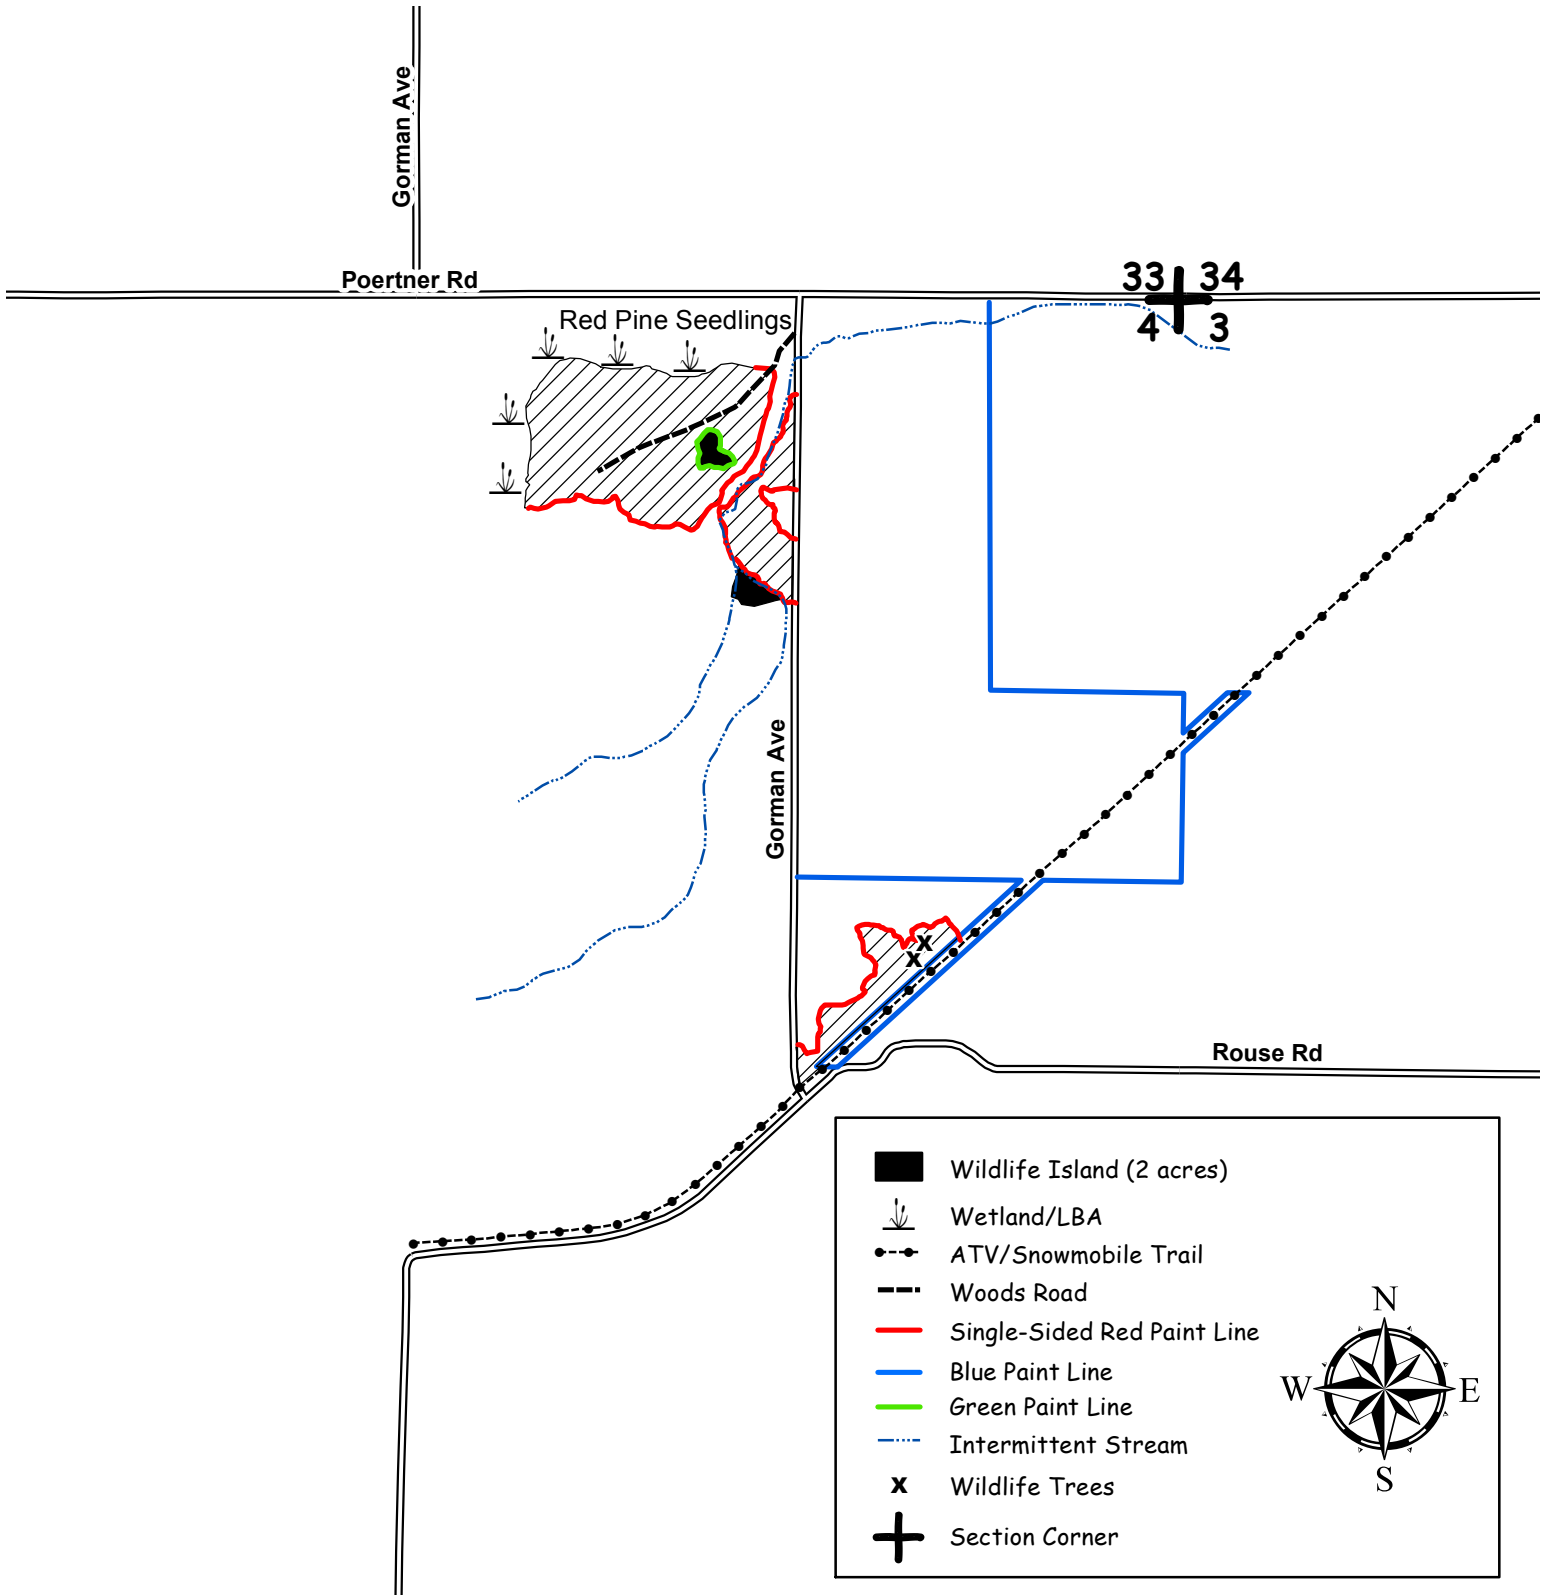 Gorman Ave
Poertner Rd
33 34
4 3
Red Pine Seedlings
Gorman Ave
x
x
Rouse Rd
Wildlife Island (2 acres)
Wetland/LBA
ATV/Snowmobile Trail
Woods Road
Single-Sided Red Paint Line
Blue Paint Line
Green Paint Line
Intermittent Stream
x Wildlife Trees
Section Corner
N
W E
S